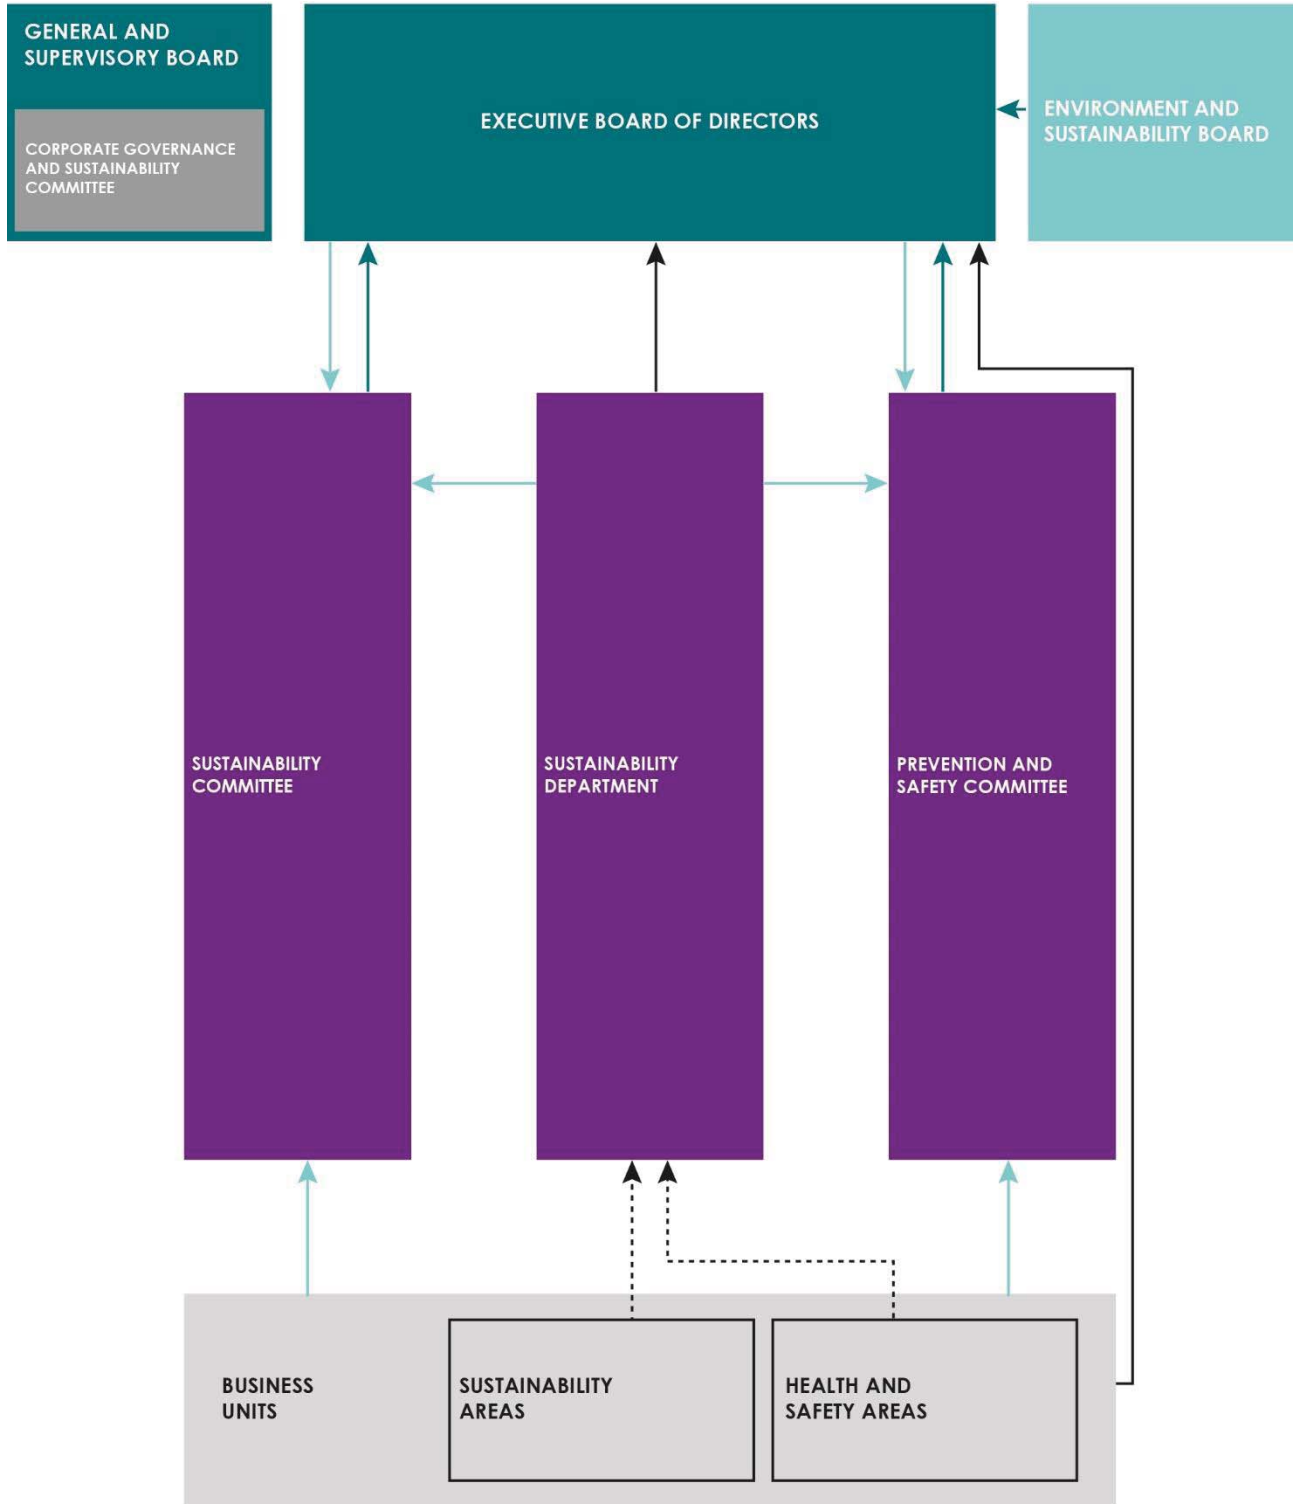 GENERAL AND
SUPERVISORY BOARD
CORPORATE GOVERNANCE
AND SUSTAINABILITY
COMMITTEE
EXECUTIVE BOARD OF DIRECTORS
ENVIRONMENT AND
SUSTAINABILITY BOARD
SUSTAINABILITY
COMMITTEE
SUSTAINABILITY
DEPARTMENT
PREVENTION AND
SAFETY COMMITTEE
BUSINESS
UNITS
SUSTAINABILITY
AREAS
HEALTH AND
SAFETY AREAS